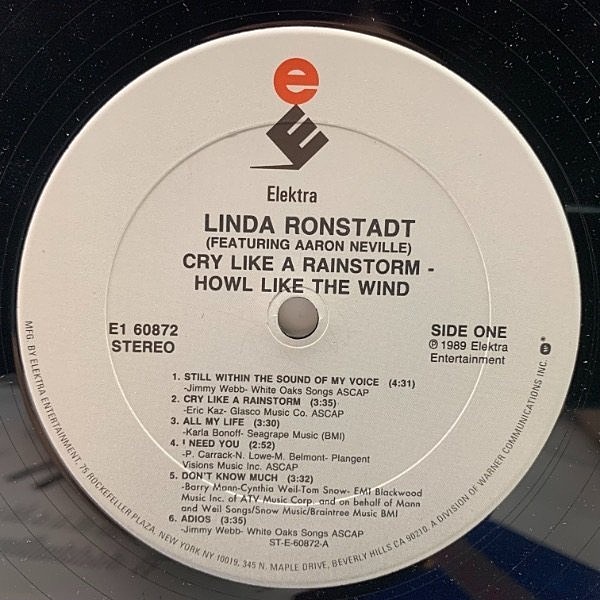 e
E
Elektra
LINDA RONSTADT
(FEATURING AARON NEVILLE)
CRY LIKE A RAINSTORM -
HOWL LIKE THE WIND
E1 60872
STEREO
SIDE ONE
℗ 1989 Elektra
Entertainment
1. STILL WITHIN THE SOUND OF MY VOICE (4:31)
-Jimmy Webb- White Oaks Songs ASCAP
2. CRY LIKE A RAINSTORM (3:35)
-Eric Kaz- Glasco Music Co. ASCAP
3. ALL MY LIFE (3:30)
-Karla Bonoff- Seagrape Music (BMI)
4. I NEED YOU (2:52)
-P. Carrack-N. Lowe-M. Belmont- Plangent
Visions Music Inc. ASCAP
5. DON'T KNOW MUCH (3:32)
-Barry Mann-Cynthia Weil-Tom Snow- EMI Blackwood
Music Inc. of ATV Music Corp. and on behalf of Mann
and Weil Songs/Snow Music/Braintree Music BMI
6. ADIOS (3:35)
-Jimmy Webb- White Oaks Songs ASCAP
ST-E-60872-A
MFG. BY ELEKTRA ENTERTAINMENT, 75 ROCKEFELLER PLAZA, NEW YORK NY 10019, 345 N. MAPLE DRIVE, BEVERLY HILLS CA 90210. A DIVISION OF WARNER COMMUNICATIONS INC.